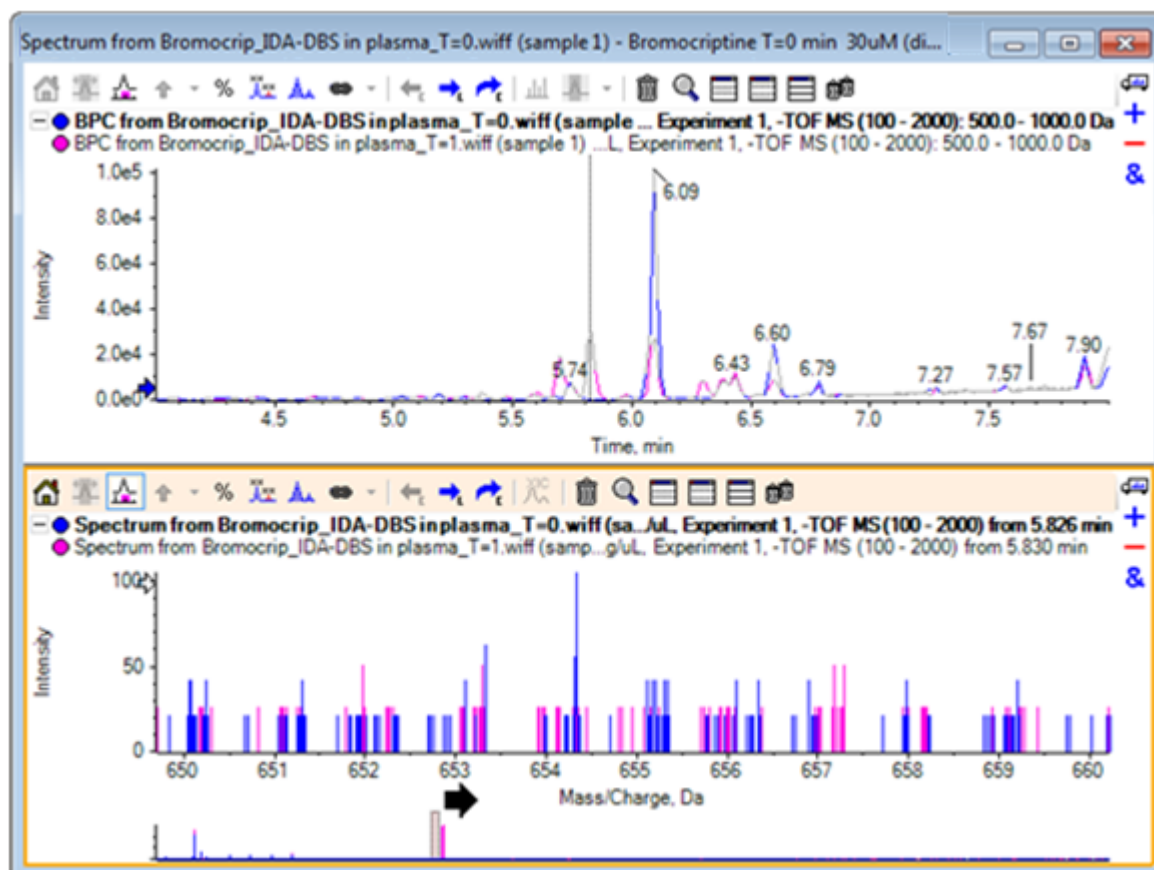 Spectrum from Bromocrip_IDA-DBS in plasma_T=0.wiff (sample 1) - Bromocriptine T=0 min 30uM (di...
%
BPC from Bromocrip_IDA-DBS in plasma_T=0.wiff (sample ... Experiment 1, -TOF MS (100 - 2000): 500.0 - 1000.0 Da
BPC from Bromocrip_IDA-DBS in plasma_T=1.wiff (sample 1) ...L, Experiment 1, -TOF MS (100 - 2000): 500.0 - 1000.0 Da
&
Intensity
1.0e5
8.0e4
6.0e4
4.0e4
2.0e4
0.0e0
5.74
6.09
6.43
6.60
6.79
7.27
7.57
7.67
7.90
4.5 5.0 5.5 6.0 6.5 7.0 7.5
Time, min
%
Spectrum from Bromocrip_IDA-DBS in plasma_T=0.wiff (sa.../uL, Experiment 1, -TOF MS (100 - 2000) from 5.826 min
Spectrum from Bromocrip_IDA-DBS in plasma_T=1.wiff (samp...g/uL, Experiment 1, -TOF MS (100 - 2000) from 5.830 min
&
Intensity
100
50
0
650 651 652 653 654 655 656 657 658 659 660
Mass/Charge, Da